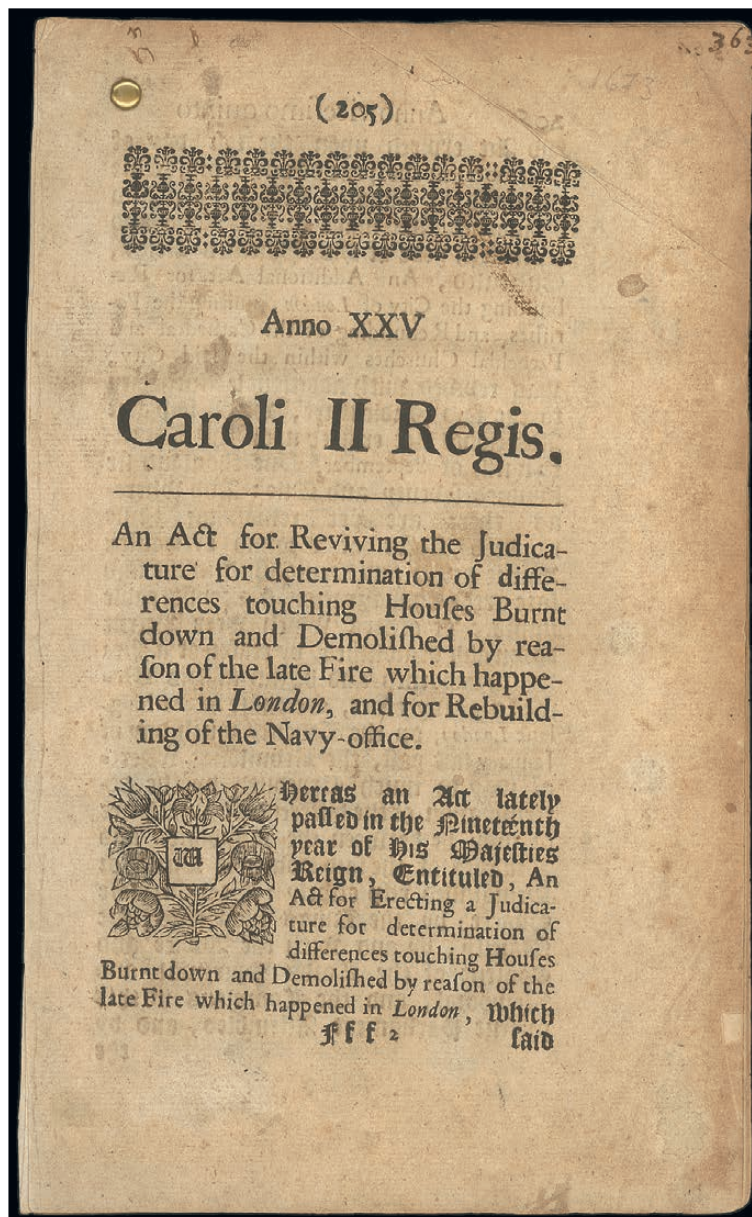 363
1673
(205)
Anno XXV
Caroli II Regis.
An Act for Reviving the Judica-
ture for determination of diffe-
rences touching Houſes Burnt
down and Demoliſhed by rea-
ſon of the late Fire which happe-
ned in London, and for Rebuild-
ing of the Navy-office.
WHereas an Act lately
paſſed in the Nineteenth
year of His Majeſties
Reign, Entituled, An
Act for Erecting a Judica-
ture for determination of
differences touching Houſes
Burnt down and Demoliſhed by reaſon of the
late Fire which happened in London, Which
Fff 2 ſaid